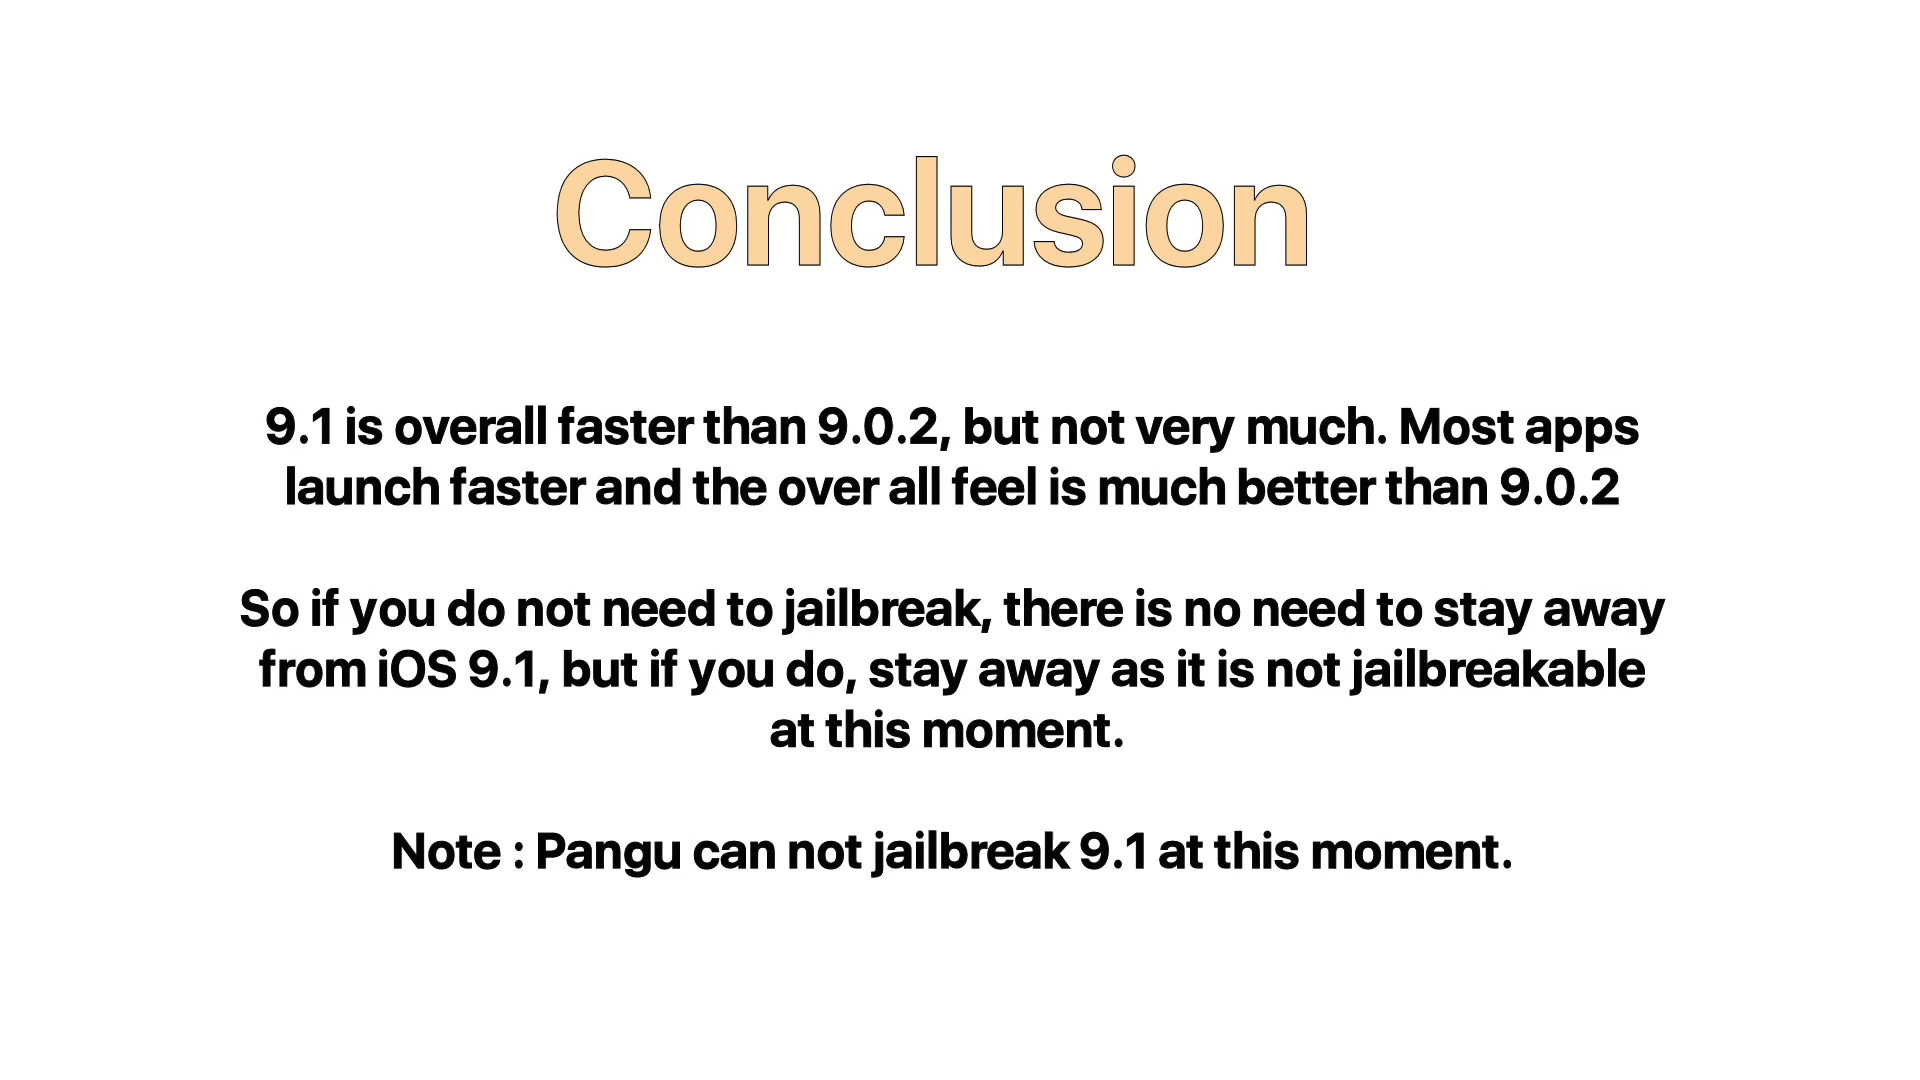 Conclusion
9.1 is overall faster than 9.0.2, but not very much. Most apps
launch faster and the over all feel is much better than 9.0.2
So if you do not need to jailbreak, there is no need to stay away
from iOS 9.1, but if you do, stay away as it is not jailbreakable
at this moment.
Note : Pangu can not jailbreak 9.1 at this moment.